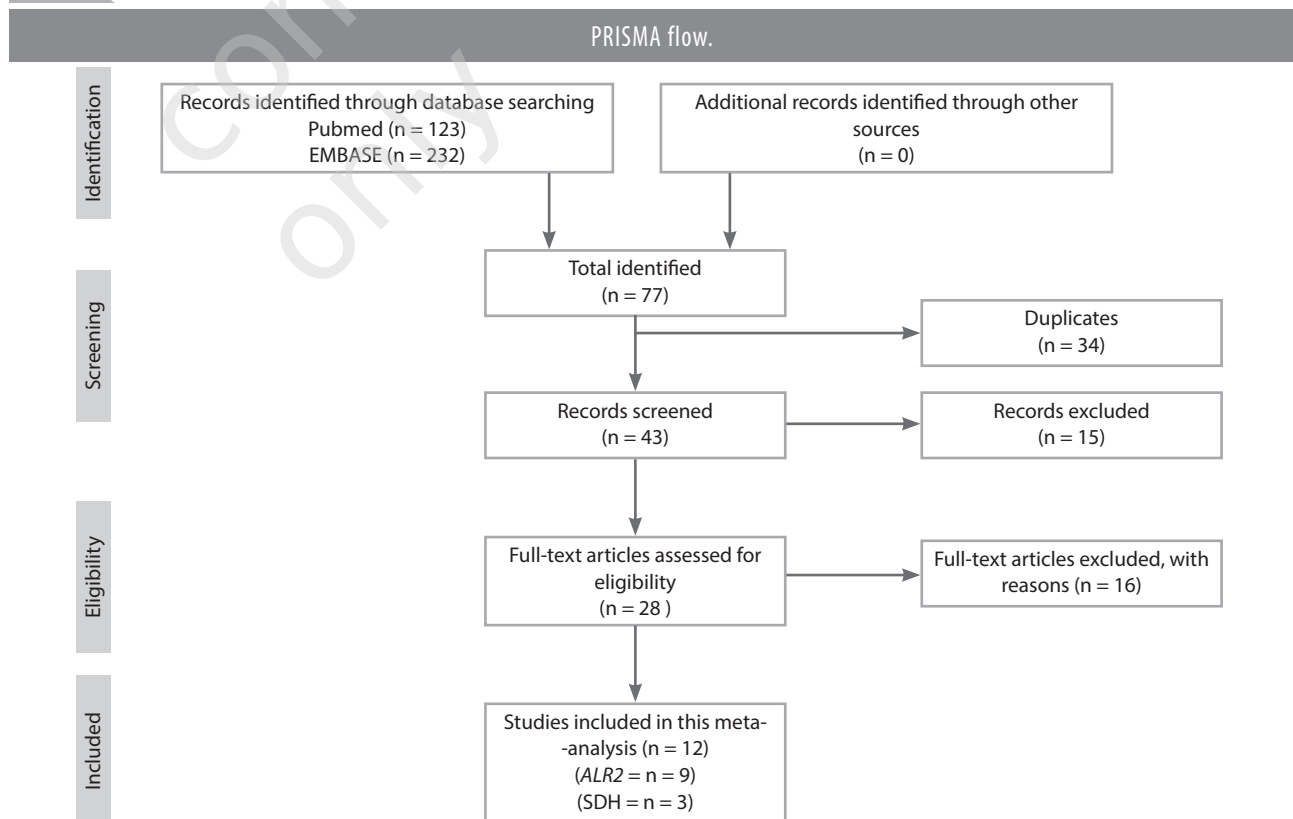 PRISMA flow.
Identification
Records identified through database searching
Pubmed (n = 123)
EMBASE (n = 232)
Additional records identified through other
sources
(n = 0)
Total identified
(n = 77)
Screening
Duplicates
(n = 34)
Records screened
(n = 43)
Records excluded
(n = 15)
Eligibility
Full-text articles assessed for
eligibility
(n = 28 )
Full-text articles excluded, with
reasons (n = 16)
Included
Studies included in this meta-
-analysis (n = 12)
(ALR2 = n = 9)
(SDH = n = 3)
only